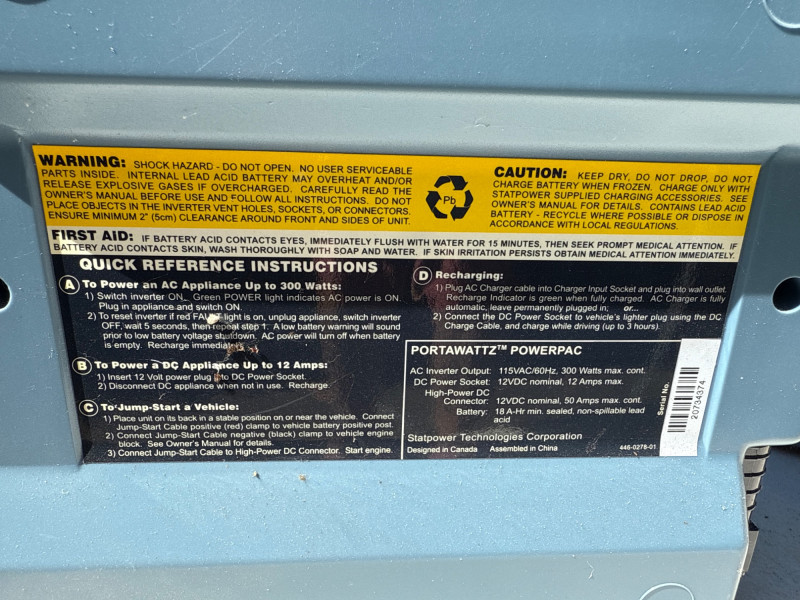 WARNING: SHOCK HAZARD - DO NOT OPEN. NO USER SERVICEABLE
PARTS INSIDE. INTERNAL LEAD ACID BATTERY MAY OVERHEAT AND/OR
RELEASE EXPLOSIVE GASES IF OVERCHARGED. CAREFULLY READ THE
OWNER'S MANUAL BEFORE USE AND FOLLOW ALL INSTRUCTIONS. DO NOT
PLACE OBJECTS IN THE INVERTER VENT HOLES, SOCKETS, OR CONNECTORS.
ENSURE MINIMUM 2" (5cm) CLEARANCE AROUND FRONT AND SIDES OF UNIT.
Pb
CAUTION: KEEP DRY, DO NOT DROP, DO NOT
CHARGE BATTERY WHEN FROZEN. CHARGE ONLY WITH
STATPOWER SUPPLIED CHARGING ACCESSORIES. SEE
OWNER'S MANUAL FOR DETAILS. CONTAINS LEAD ACID
BATTERY - RECYCLE WHERE POSSIBLE OR DISPOSE IN
ACCORDANCE WITH LOCAL REGULATIONS.
FIRST AID: IF BATTERY ACID CONTACTS EYES, IMMEDIATELY FLUSH WITH WATER FOR 15 MINUTES, THEN SEEK PROMPT MEDICAL ATTENTION. IF
BATTERY ACID CONTACTS SKIN, WASH THOROUGHLY WITH SOAP AND WATER. IF SKIN IRRITATION PERSISTS OBTAIN MEDICAL ATTENTION IMMEDIATELY.
QUICK REFERENCE INSTRUCTIONS
A To Power an AC Appliance Up to 300 Watts:
1) Switch inverter ON. Green POWER light indicates AC power is ON.
Plug in appliance and switch ON.
2) To reset inverter if red FAULT light is on, unplug appliance, switch inverter
OFF, wait 5 seconds, then repeat step 1. A low battery warning will sound
prior to low battery voltage shutdown. AC power will turn off when battery
is empty. Recharge immediately.
B To Power a DC Appliance Up to 12 Amps:
1) Insert 12 Volt power plug into DC Power Socket.
2) Disconnect DC appliance when not in use. Recharge.
C To Jump-Start a Vehicle:
1) Place unit on its back in a stable position on or near the vehicle. Connect
Jump-Start Cable positive (red) clamp to vehicle battery positive post.
2) Connect Jump-Start Cable negative (black) clamp to vehicle engine
block. See Owner's Manual for details.
3) Connect Jump-Start Cable to High-Power DC Connector. Start engine.
D Recharging:
1) Plug AC Charger cable into Charger Input Socket and plug into wall outlet.
Recharge Indicator is green when fully charged. AC Charger is fully
automatic, leave permanently plugged in; or...
2) Connect the DC Power Socket to vehicle's lighter plug using the DC
Charge Cable, and charge while driving (up to 3 hours).
PORTAWATTZ™ POWERPAC
AC Inverter Output: 115VAC/60Hz, 300 Watts max. cont.
DC Power Socket: 12VDC nominal, 12 Amps max.
High-Power DC
Connector: 12VDC nominal, 50 Amps max. cont.
Battery: 18 A-Hr min. sealed, non-spillable lead
acid
Statpower Technologies Corporation
Designed in Canada Assembled in China 446-0278-01
Serial No.
20734374